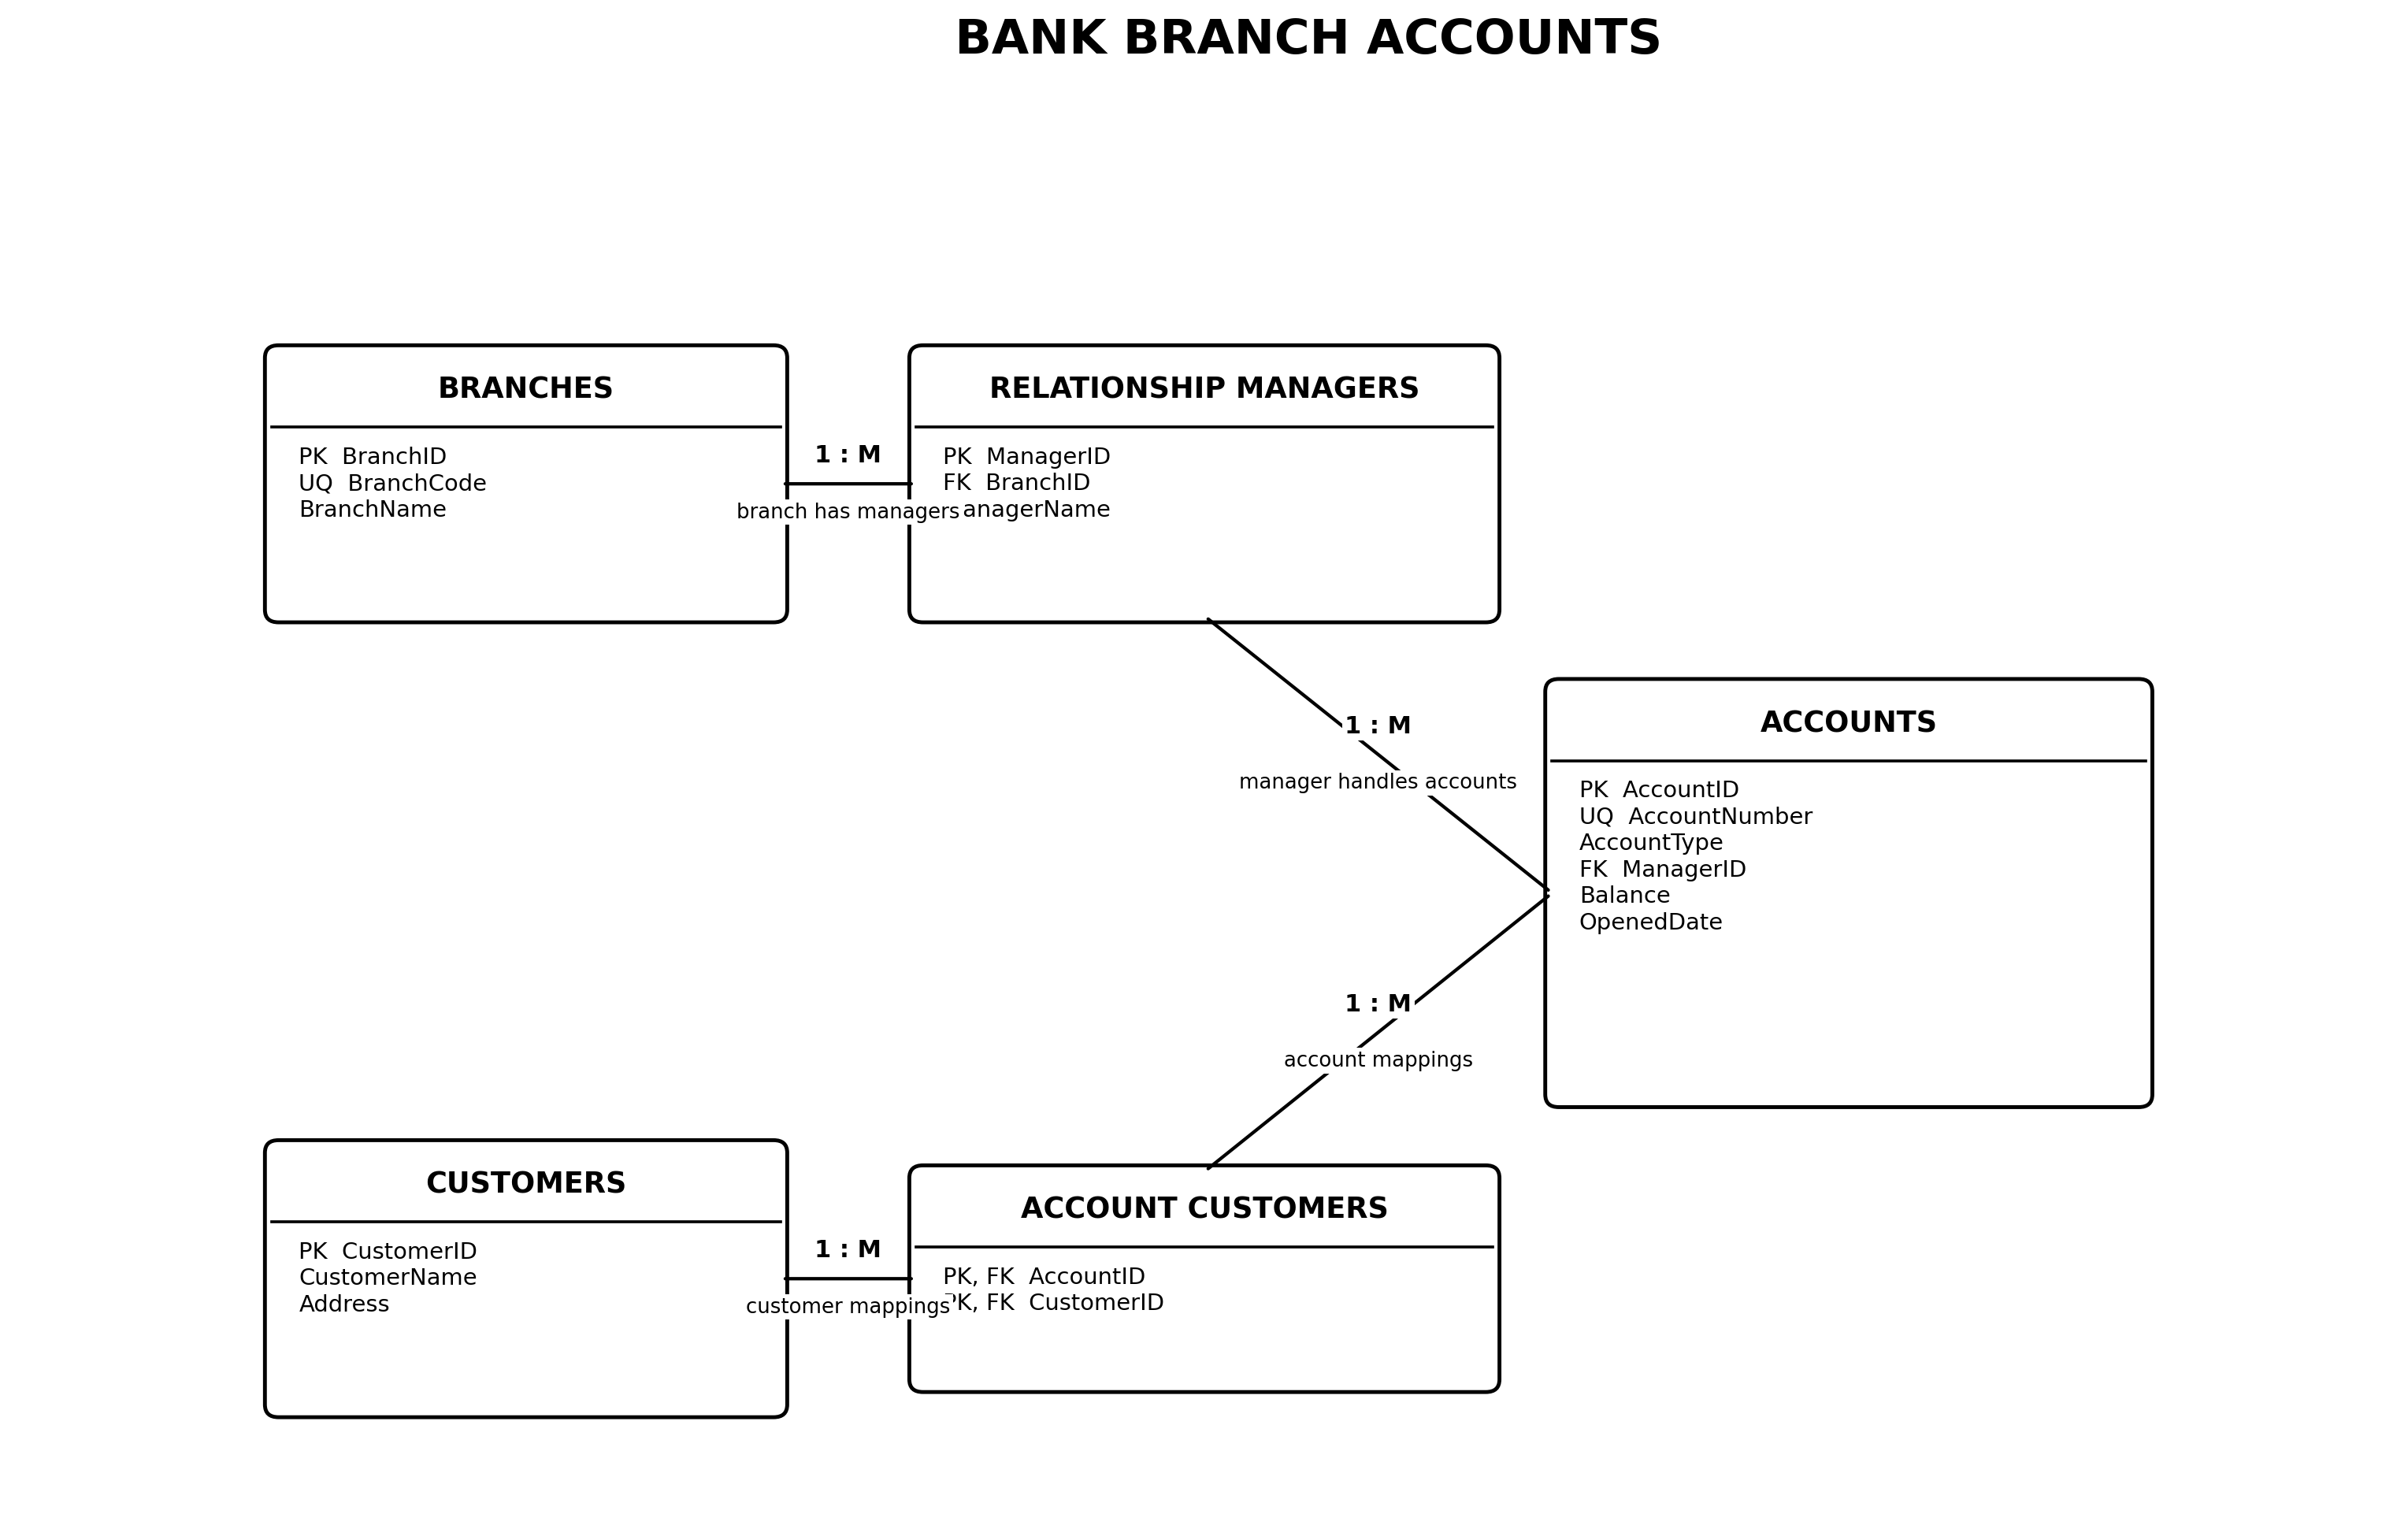 BANK BRANCH ACCOUNTS
BRANCHES
PK  BranchID
UQ  BranchCode
BranchName
1 : M
branch has managers
RELATIONSHIP MANAGERS
PK  ManagerID
FK  BranchID
anagerName
1 : M
manager handles accounts
ACCOUNTS
PK  AccountID
UQ  AccountNumber
AccountType
FK  ManagerID
Balance
OpenedDate
1 : M
account mappings
CUSTOMERS
PK  CustomerID
CustomerName
Address
1 : M
customer mappings
ACCOUNT CUSTOMERS
PK, FK  AccountID
PK, FK  CustomerID